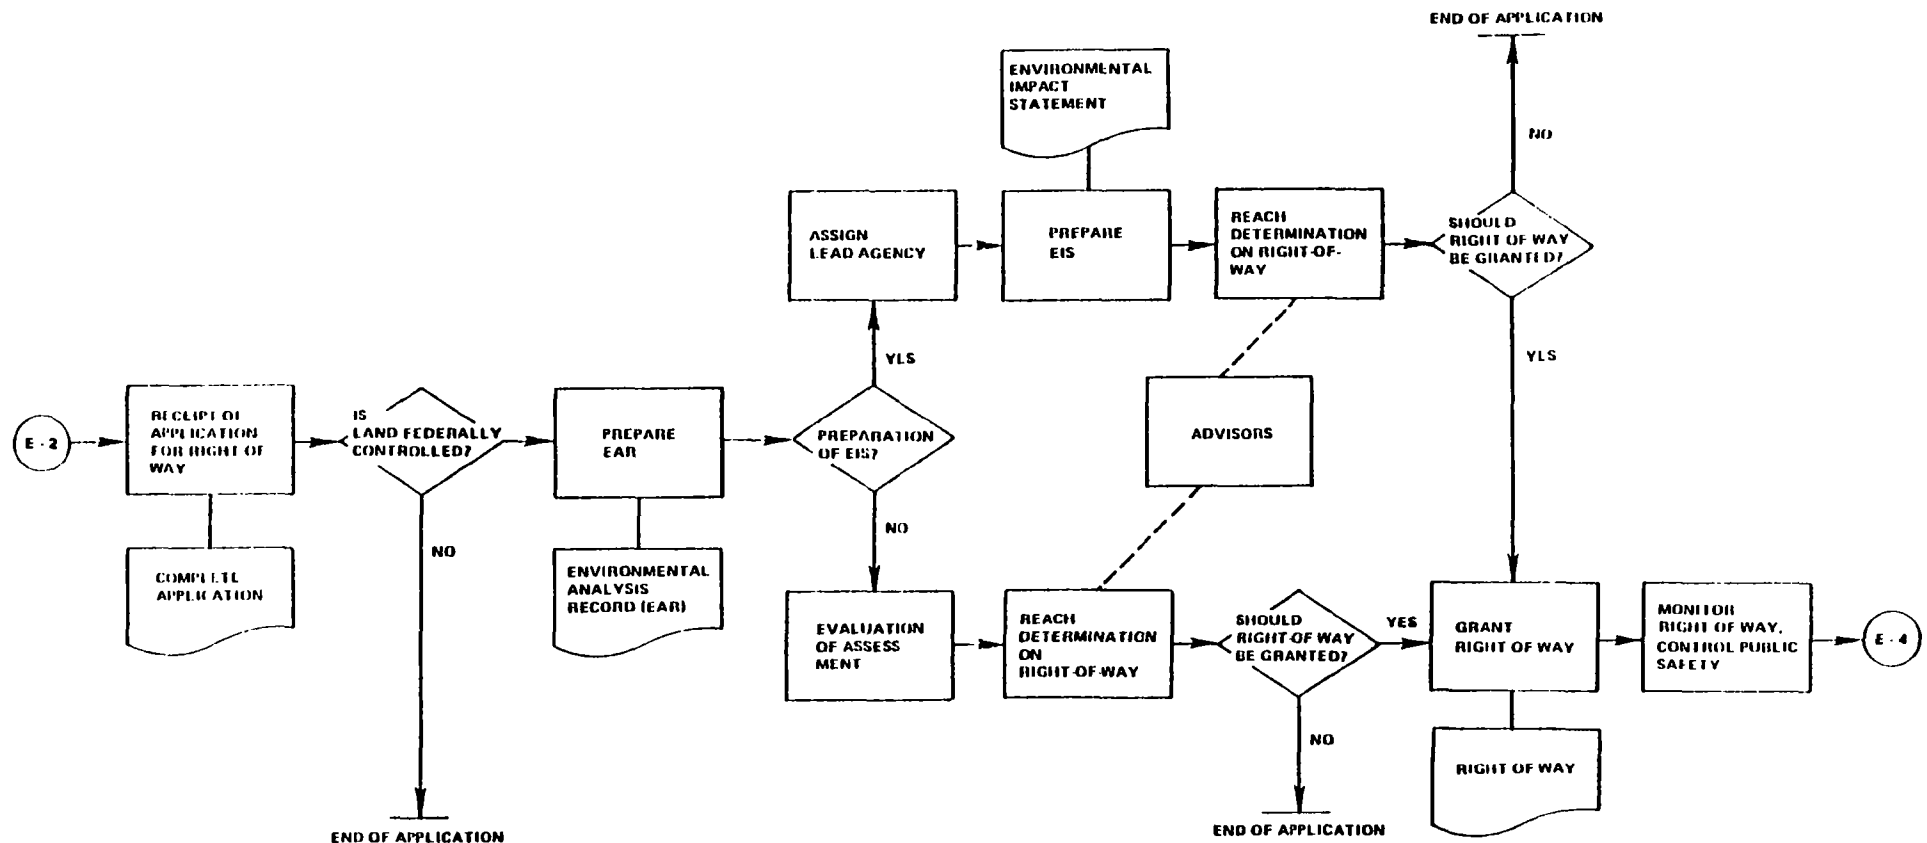 END OF APPLICATION
NO
ENVIRONMENTAL
IMPACT
STATEMENT
ASSIGN
LEAD AGENCY
PREPARE
EIS
REACH
DETERMINATION
ON RIGHT-OF-
WAY
SHOULD
RIGHT OF WAY
BE GRANTED?
YES
YES
E - 2
RECEIPT OF
APPLICATION
FOR RIGHT OF
WAY
IS
LAND FEDERALLY
CONTROLLED?
PREPARE
EAR
PREPARATION
OF EIS?
ADVISORS
NO
NO
COMPLETE
APPLICATION
ENVIRONMENTAL
ANALYSIS
RECORD (EAR)
EVALUATION
OF ASSESS
MENT
REACH
DETERMINATION
ON
RIGHT-OF-WAY
SHOULD
RIGHT-OF-WAY
BE GRANTED?
YES
GRANT
RIGHT OF WAY
MONITOR
RIGHT OF WAY,
CONTROL PUBLIC
SAFETY
E - 4
NO
RIGHT OF WAY
END OF APPLICATION
END OF APPLICATION